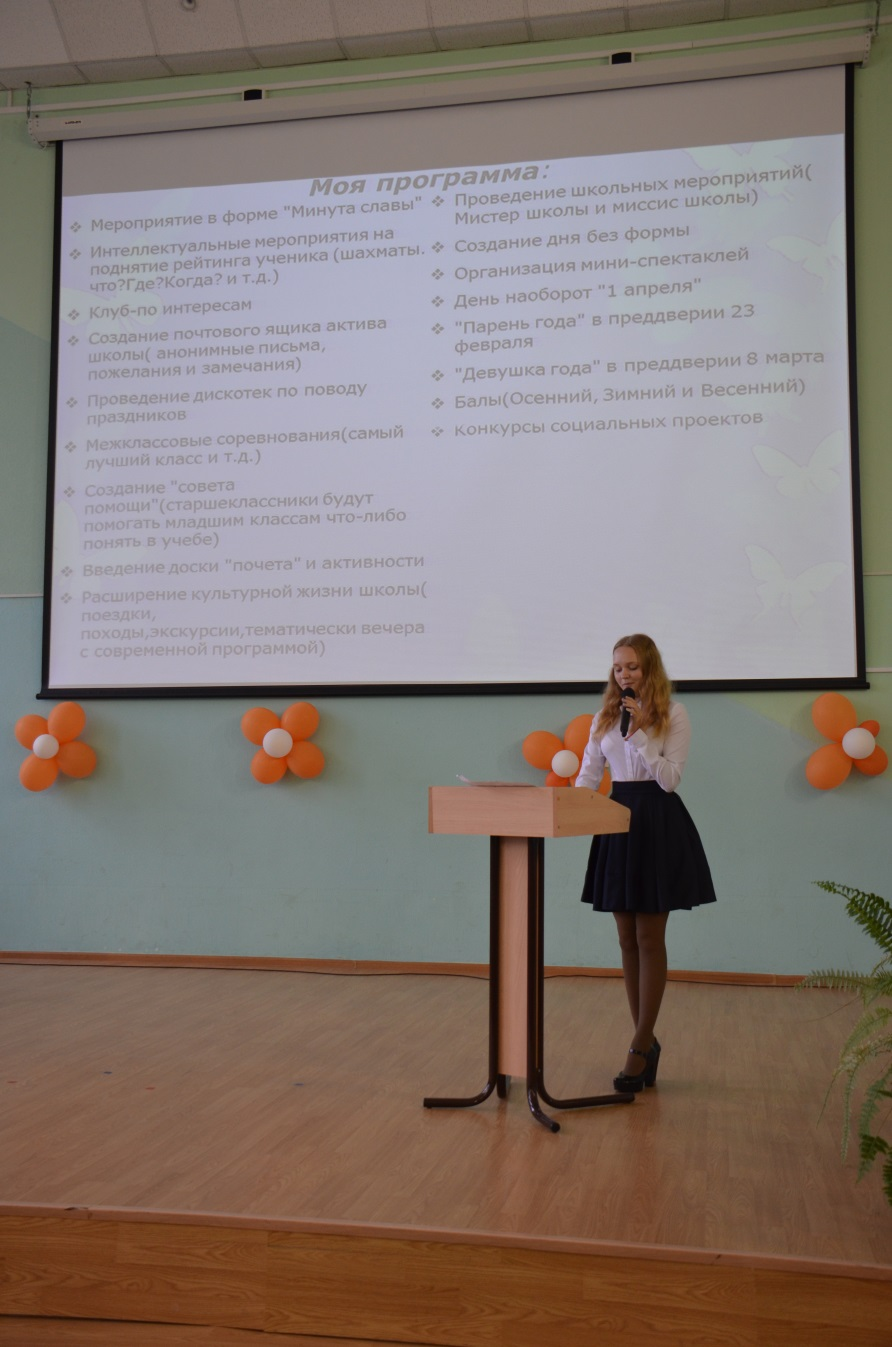 Моя программа:
Мероприятие в форме "Минута славы"
Интеллектуальные мероприятия на
поднятие рейтинга ученика (шахматы.
что?Где?Когда? и т.д.)
Клуб-по интересам
Создание почтового ящика актива
школы( анонимные письма,
пожелания и замечания)
Проведение дискотек по поводу
праздников
Межклассовые соревнования(самый
лучший класс и т.д.)
Создание "совета
помощи"(старшеклассники будут
помогать младшим классам что-либо
понять в учебе)
Введение доски "почета" и активности
Расширение культурной жизни школы(
поездки,
походы,экскурсии,тематически вечера
с современной программой)
Проведение школьных мероприятий(
Мистер школы и миссис школы)
Создание дня без формы
Организация мини-спектаклей
День наоборот "1 апреля"
"Парень года" в преддверии 23
февраля
"Девушка года" в преддверии 8 марта
Балы(Осенний, Зимний и Весенний)
Конкурсы социальных проектов